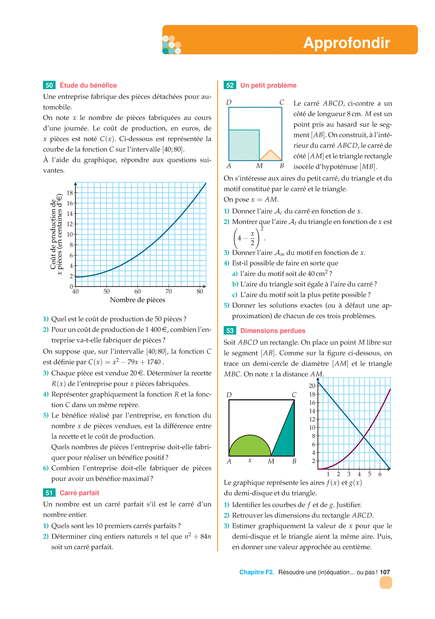 Approfondir
50 Étude du bénéfice
Une entreprise fabrique des pièces détachées pour au-
tomobile.
On note x le nombre de pièces fabriquées au cours
d'une journée. Le coût de production, en euros, de
x pièces est noté C(x). Ci-dessous est représentée la
courbe de la fonction C sur l'intervalle [40;80].
À l'aide du graphique, répondre aux questions sui-
vantes.
Coût de production de
x pièces (en centaines d'€)
18
16
14
12
10
8
6
4
2
0
40 50 60 70 80
Nombre de pièces
1) Quel est le coût de production de 50 pièces ?
2) Pour un coût de production de 1 400 €, combien l'en-
treprise va-t-elle fabriquer de pièces ?
On suppose que, sur l'intervalle [40;80], la fonction C
est définie par C(x) = x² − 79x + 1740 .
3) Chaque pièce est vendue 20 €. Déterminer la recette
R(x) de l'entreprise pour x pièces fabriquées.
4) Représenter graphiquement la fonction R et la fonc-
tion C dans un même repère.
5) Le bénéfice réalisé par l'entreprise, en fonction du
nombre x de pièces vendues, est la différence entre
la recette et le coût de production.
Quels nombres de pièces l'entreprise doit-elle fabri-
quer pour réaliser un bénéfice positif ?
6) Combien l'entreprise doit-elle fabriquer de pièces
pour avoir un bénéfice maximal ?
51 Carré parfait
Un nombre est un carré parfait s'il est le carré d'un
nombre entier.
1) Quels sont les 10 premiers carrés parfaits ?
2) Déterminer cinq entiers naturels n tel que n² + 84n
soit un carré parfait.
52 Un petit problème
D C
A M B
Le carré ABCD, ci-contre a un
côté de longueur 8 cm. M est un
point pris au hasard sur le seg-
ment [AB]. On construit, à l'inté-
rieur du carré ABCD, le carré de
côté [AM] et le triangle rectangle
isocèle d'hypoténuse [MB].
On s'intéresse aux aires du petit carré, du triangle et du
motif constitué par le carré et le triangle.
On pose x = AM.
1) Donner l'aire 𝒜c du carré en fonction de x.
2) Montrer que l'aire 𝒜t du triangle en fonction de x est
(4 − x/2)².
3) Donner l'aire 𝒜m du motif en fonction de x.
4) Est-il possible de faire en sorte que
a) l'aire du motif soit de 40 cm² ?
b) L'aire du triangle soit égale à l'aire du carré ?
c) L'aire du motif soit la plus petite possible ?
5) Donner les solutions exactes (ou à défaut une ap-
proximation) de chacun de ces trois problèmes.
53 Dimensions perdues
Soit ABCD un rectangle. On place un point M libre sur
le segment [AB]. Comme sur la figure ci-dessous, on
trace un demi-cercle de diamètre [AM] et le triangle
MBC. On note x la distance AM.
D C
A x M B
20
18
16
14
12
10
8
6
4
2
1 2 3 4 5 6
Le graphique représente les aires f(x) et g(x)
du demi-disque et du triangle.
1) Identifier les courbes de f et de g. Justifier.
2) Retrouver les dimensions du rectangle ABCD.
3) Estimer graphiquement la valeur de x pour que le
demi-disque et le triangle aient la même aire. Puis,
en donner une valeur approchée au centième.
Chapitre F2. Résoudre une (in)équation... ou pas ! 107